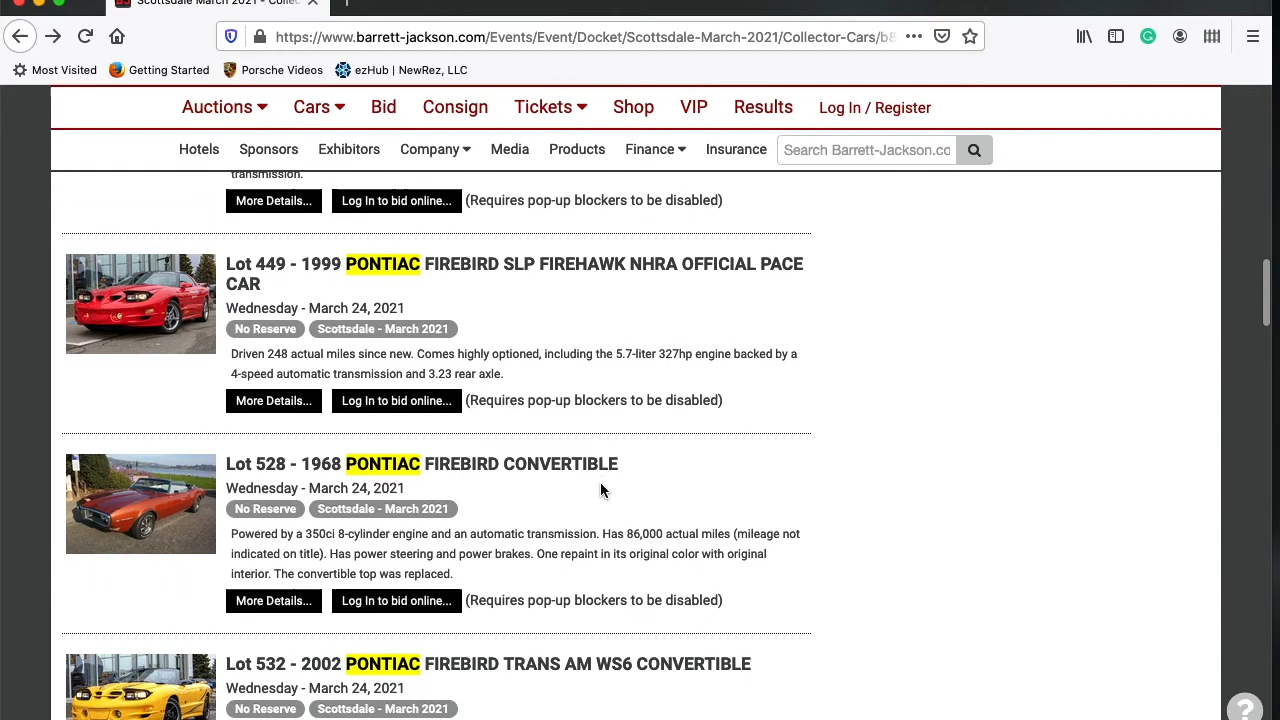 Scottsdale March 2021 - Collec
https://www.barrett-jackson.com/Events/Event/Docket/Scottsdale-March-2021/Collector-Cars/b8
Most Visited Getting Started Porsche Videos ezHub | NewRez, LLC
Auctions Cars Bid Consign Tickets Shop VIP Results Log In / Register
Hotels Sponsors Exhibitors Company Media Products Finance Insurance Search Barrett-Jackson.co
transmission.
More Details... Log In to bid online... (Requires pop-up blockers to be disabled)
Lot 449 - 1999 PONTIAC FIREBIRD SLP FIREHAWK NHRA OFFICIAL PACE
CAR
Wednesday - March 24, 2021
No Reserve Scottsdale - March 2021
Driven 248 actual miles since new. Comes highly optioned, including the 5.7-liter 327hp engine backed by a
4-speed automatic transmission and 3.23 rear axle.
More Details... Log In to bid online... (Requires pop-up blockers to be disabled)
Lot 528 - 1968 PONTIAC FIREBIRD CONVERTIBLE
Wednesday - March 24, 2021
No Reserve Scottsdale - March 2021
Powered by a 350ci 8-cylinder engine and an automatic transmission. Has 86,000 actual miles (mileage not
indicated on title). Has power steering and power brakes. One repaint in its original color with original
interior. The convertible top was replaced.
More Details... Log In to bid online... (Requires pop-up blockers to be disabled)
Lot 532 - 2002 PONTIAC FIREBIRD TRANS AM WS6 CONVERTIBLE
Wednesday - March 24, 2021
No Reserve Scottsdale - March 2021
?